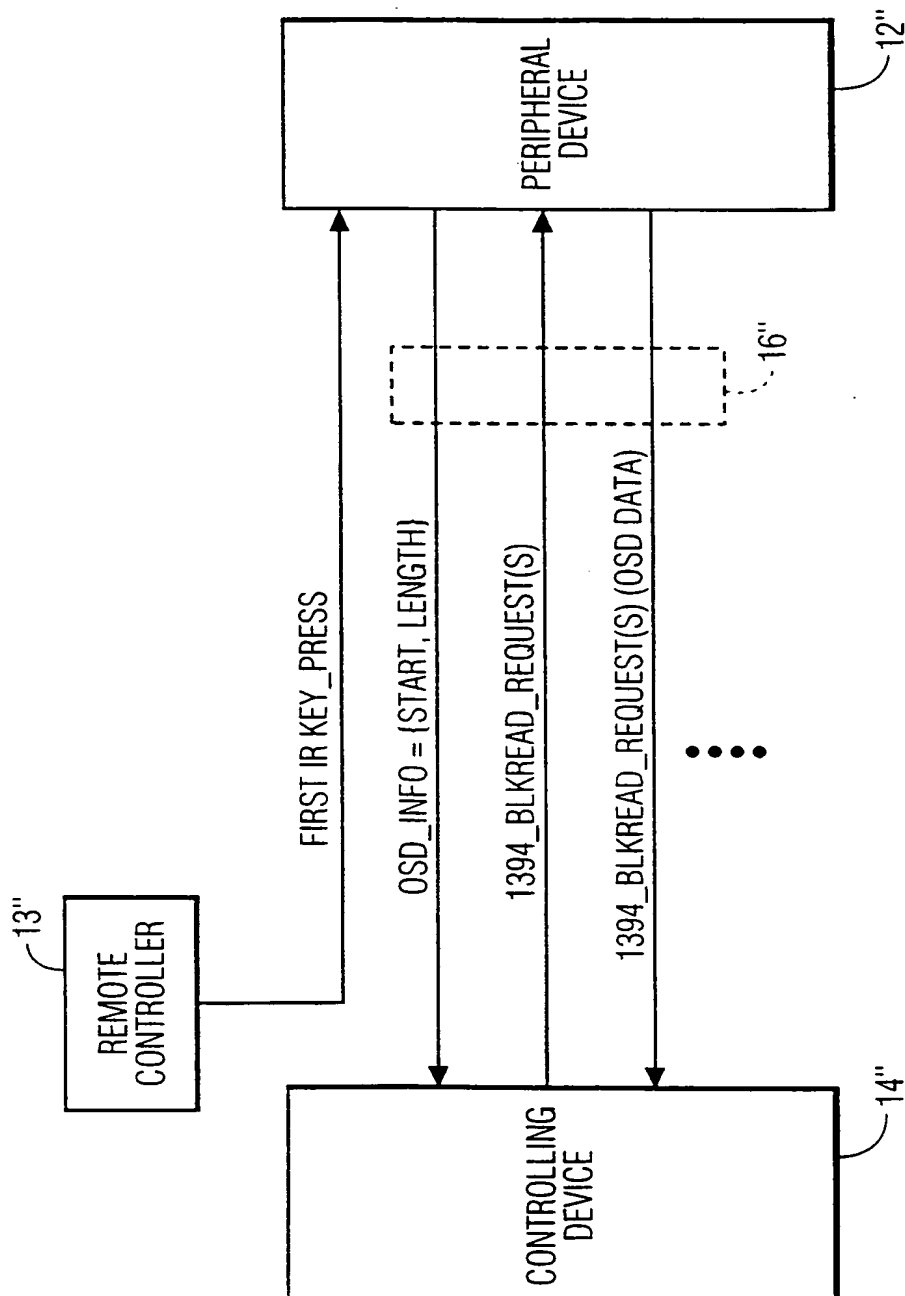 REMOTE
CONTROLLER
13"
FIRST IR KEY_PRESS
OSD_INFO = {START, LENGTH}
1394_BLKREAD_REQUEST(S)
1394_BLKREAD_REQUEST(S) (OSD DATA)
16"
CONTROLLING
DEVICE
14"
PERIPHERAL
DEVICE
12"